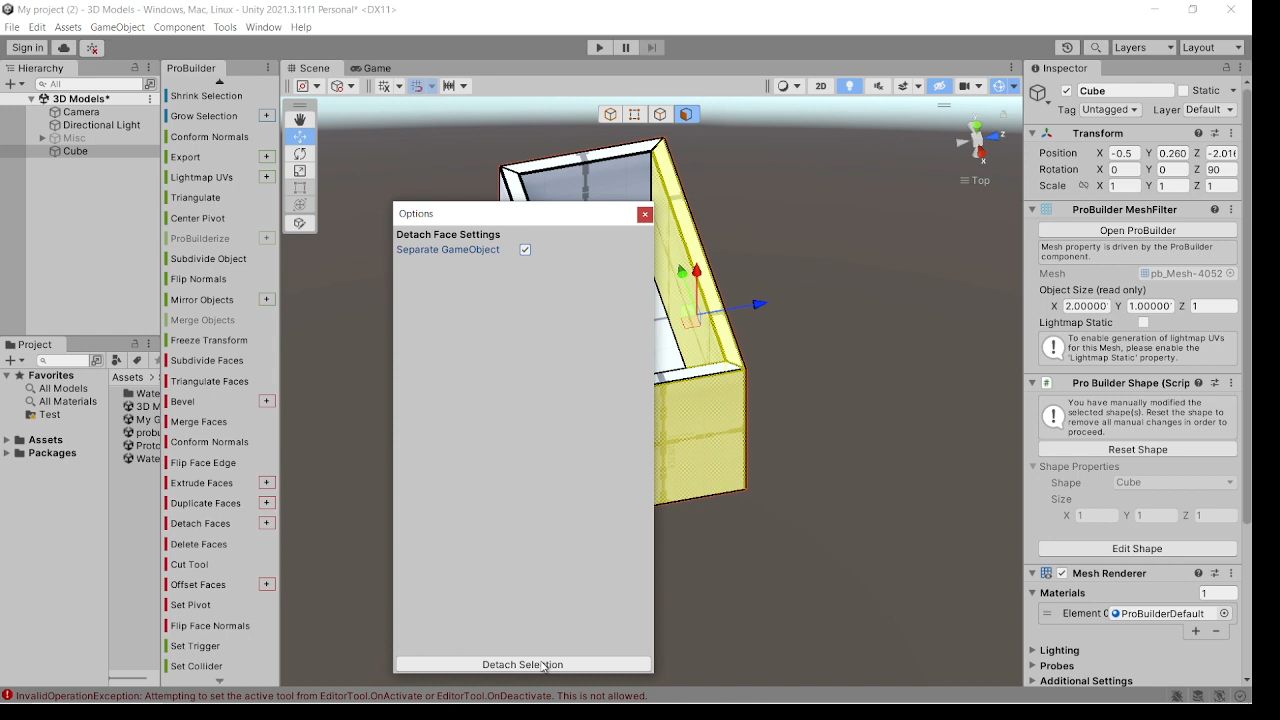 My project (2) - 3D Models - Windows, Mac, Linux - Unity 2021.3.11f1 Personal* <DX11>
File Edit Assets GameObject Component Tools Window Help
Sign in
Layers Layout
Hierarchy
All
3D Models*
Camera
Directional Light
Misc
Cube
Project
Favorites
All Models
All Materials
Test
Assets
Packages
Assets >
Wate
3D M
My G
probu
Proto
Wate
ProBuilder
Shrink Selection
Grow Selection +
Conform Normals
Export +
Lightmap UVs +
Triangulate
Center Pivot
ProBuilderize +
Subdivide Object
Flip Normals
Mirror Objects +
Merge Objects
Freeze Transform
Subdivide Faces
Triangulate Faces
Bevel +
Merge Faces
Conform Normals
Flip Face Edge
Extrude Faces +
Duplicate Faces +
Detach Faces +
Delete Faces
Cut Tool
Offset Faces +
Set Pivot
Flip Face Normals
Set Trigger
Set Collider
Scene Game
2D
z
x
Top
Options
Detach Face Settings
Separate GameObject
Detach Selection
Inspector
Cube Static
Tag Untagged Layer Default
Transform
Position X -0.5 Y 0.260 Z -2.016
Rotation X 0 Y 0 Z 90
Scale X 1 Y 1 Z 1
ProBuilder MeshFilter
Open ProBuilder
Mesh property is driven by the ProBuilder
component.
Mesh pb_Mesh-4052
Object Size (read only)
X 2.00000 Y 1.00000 Z 1
Lightmap Static
To enable generation of lightmap UVs
for this Mesh, please enable the
'Lightmap Static' property.
# Pro Builder Shape (Scrip
You have manually modified the
selected shape(s). Reset the shape to
remove all manual changes in order to
proceed.
Reset Shape
Shape Properties
Shape Cube
Size
X 1 Y 1 Z 1
Edit Shape
Mesh Renderer
Materials 1
Element 0 ProBuilderDefault
+ −
Lighting
Probes
Additional Settings
InvalidOperationException: Attempting to set the active tool from EditorTool.OnActivate or EditorTool.OnDeactivate. This is not allowed.